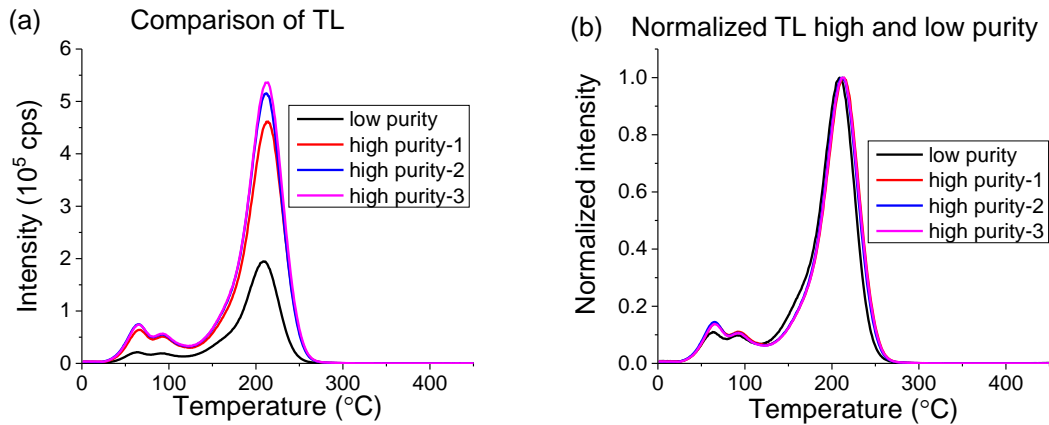 (a) Comparison of TL
6
5
4
3
2
1
0
Intensity (10⁵ cps)
low purity
high purity-1
high purity-2
high purity-3
0 100 200 300 400
Temperature (°C)
(b) Normalized TL high and low purity
1.0
0.8
0.6
0.4
0.2
0.0
Normalized intensity
low purity
high purity-1
high purity-2
high purity-3
0 100 200 300 400
Temperature (°C)